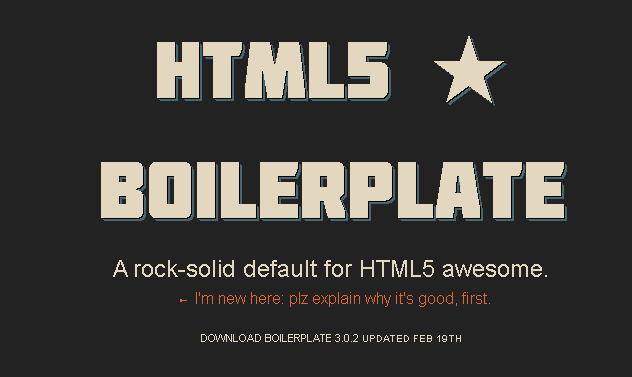 HTML5 ★
BOILERPLATE
A rock-solid default for HTML5 awesome.
← I'm new here: plz explain why it's good, first.
DOWNLOAD BOILERPLATE 3.0.2 UPDATED FEB 19TH